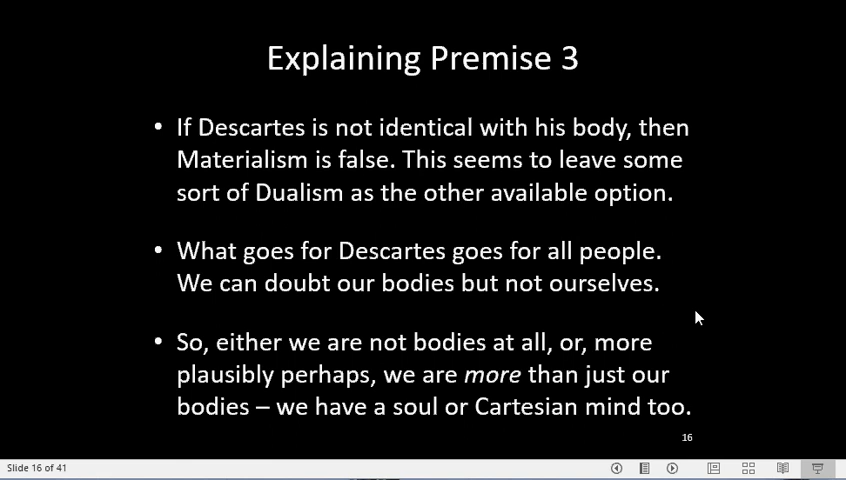 Explaining Premise 3
• If Descartes is not identical with his body, then
Materialism is false. This seems to leave some
sort of Dualism as the other available option.
• What goes for Descartes goes for all people.
We can doubt our bodies but not ourselves.
• So, either we are not bodies at all, or, more
plausibly perhaps, we are more than just our
bodies – we have a soul or Cartesian mind too.
16
Slide 16 of 41